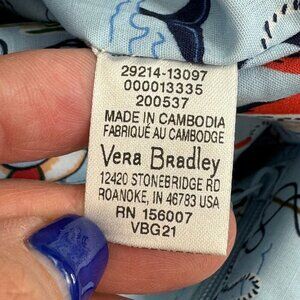 29214-13097
000013335
200537
MADE IN CAMBODIA
FABRIQUÉ AU CAMBODGE
Vera Bradley
12420 STONEBRIDGE RD
ROANOKE, IN 46783 USA
RN 156007
VBG21